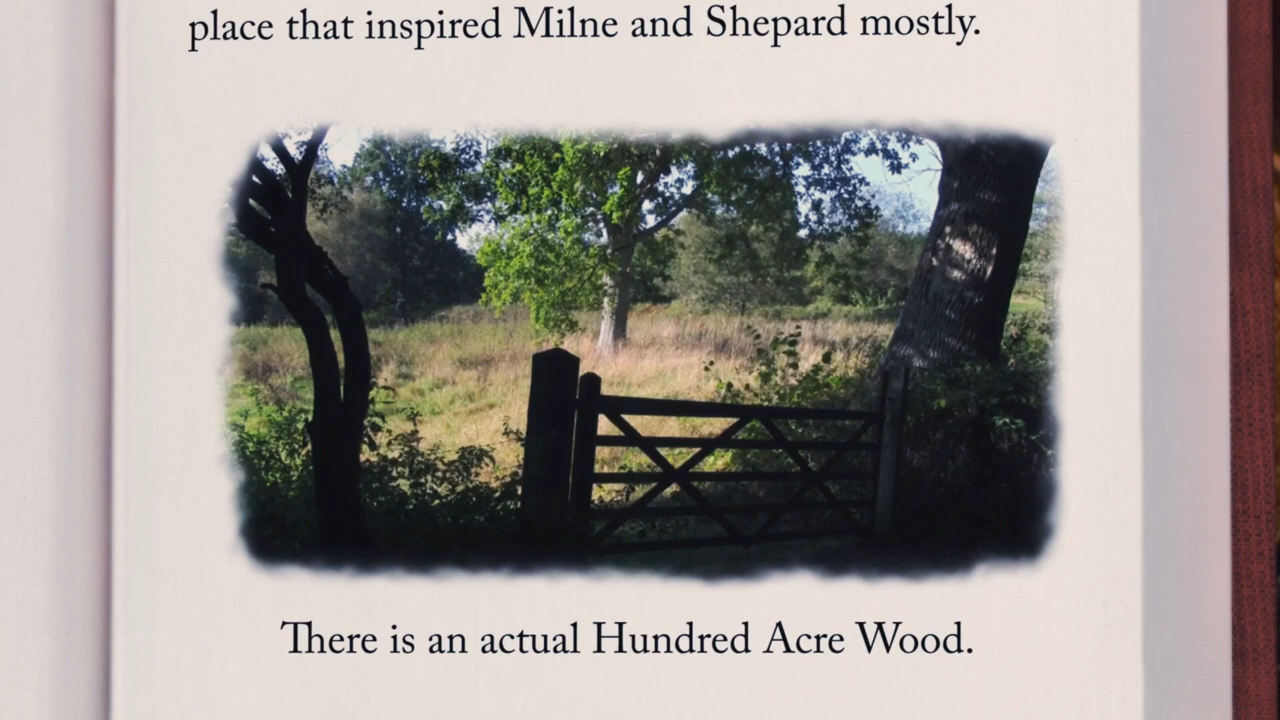 place that inspired Milne and Shepard mostly.
There is an actual Hundred Acre Wood.